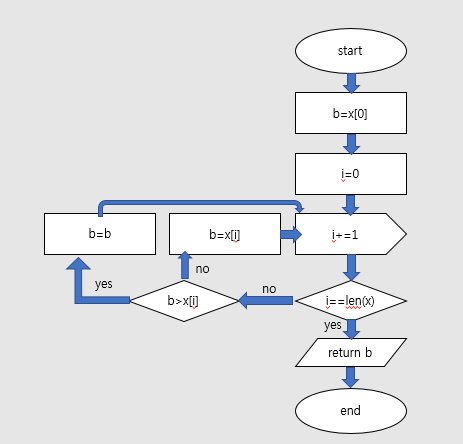 start
b=x[0]
i=0
b=b
b=x[i]
i+=1
no
yes
no
b>x[i]
i==len(x)
yes
return b
end